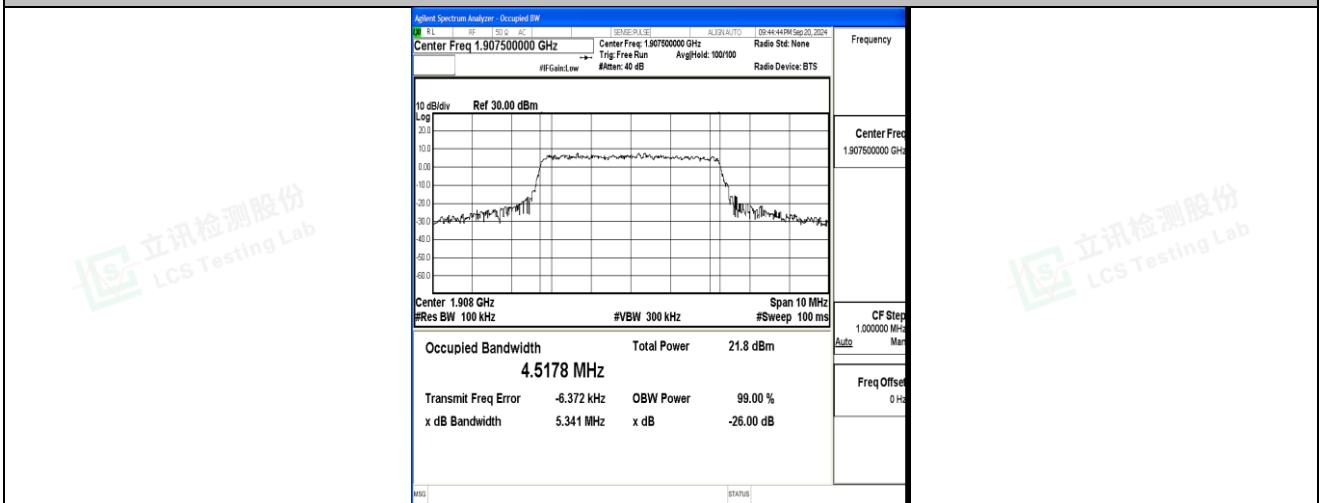 Agilent Spectrum Analyzer - Occupied BW
RL RF 50 Ω AC SENSE:PULSE ALIGN AUTO 09:44:44 PM Sep 20, 2024
Center Freq 1.907500000 GHz
Center Freq: 1.907500000 GHz
Radio Std: None
Trig: Free Run Avg|Hold: 100/100
#IFGain:Low #Atten: 40 dB
Radio Device: BTS
Frequency
10 dB/div Ref 30.00 dBm
Log
20.0
10.0
0.00
-10.0
-20.0
-30.0
-40.0
-50.0
-60.0
Center 1.908 GHz Span 10 MHz
#Res BW 100 kHz #VBW 300 kHz #Sweep 100 ms
Center Freq
1.907500000 GHz
CF Step
1.000000 MHz
Auto Man
Freq Offset
0 Hz
Occupied Bandwidth Total Power 21.8 dBm
4.5178 MHz
Transmit Freq Error -6.372 kHz OBW Power 99.00 %
x dB Bandwidth 5.341 MHz x dB -26.00 dB
MSG STATUS
立讯检测股份
LCS Testing Lab
立讯检测股份
LCS Testing Lab